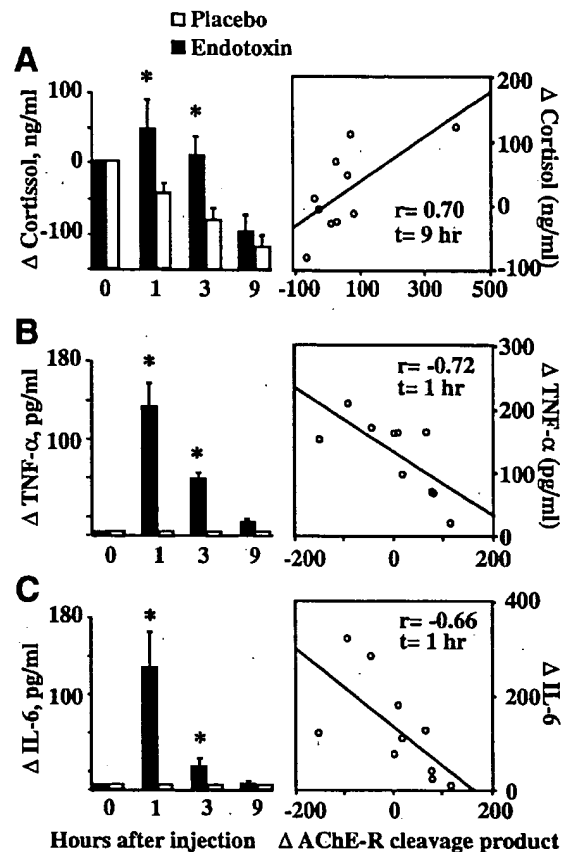 Placebo
Endotoxin
A
Δ Cortissol, ng/ml
100
0
-100
*
*
0 1 3 9
r= 0.70
t= 9 hr
200
100
0
-100
Δ Cortisol (ng/ml)
-100 100 300 500
B
Δ TNF-α, pg/ml
180
100
*
*
0 1 3 9
r= -0.72
t= 1 hr
300
200
100
0
Δ TNF-α (pg/ml)
-200 0 200
C
Δ IL-6, pg/ml
180
100
*
*
0 1 3 9
r= -0.66
t= 1 hr
400
200
0
Δ IL-6
-200 0 200
Hours after injection Δ AChE-R cleavage product